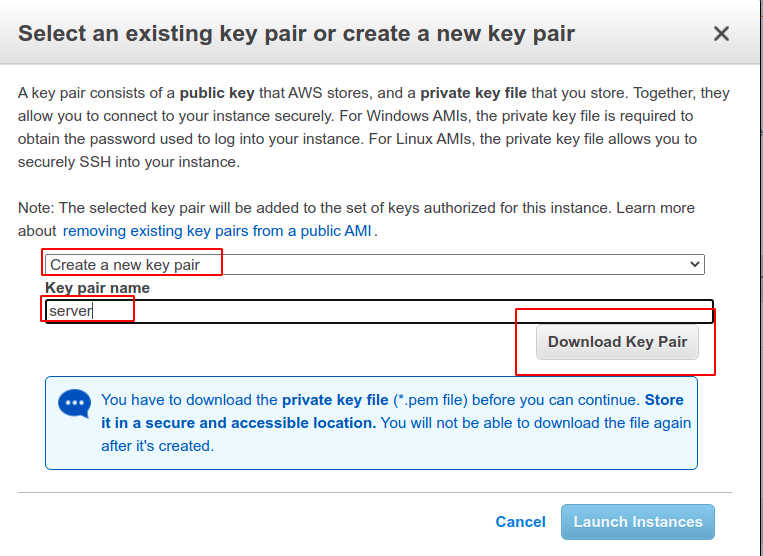 Select an existing key pair or create a new key pair
A key pair consists of a public key that AWS stores, and a private key file that you store. Together, they
allow you to connect to your instance securely. For Windows AMIs, the private key file is required to
obtain the password used to log into your instance. For Linux AMIs, the private key file allows you to
securely SSH into your instance.
Note: The selected key pair will be added to the set of keys authorized for this instance. Learn more
about removing existing key pairs from a public AMI .
Create a new key pair
Key pair name
server
Download Key Pair
You have to download the private key file (*.pem file) before you can continue. Store
it in a secure and accessible location. You will not be able to download the file again
after it's created.
Cancel Launch Instances